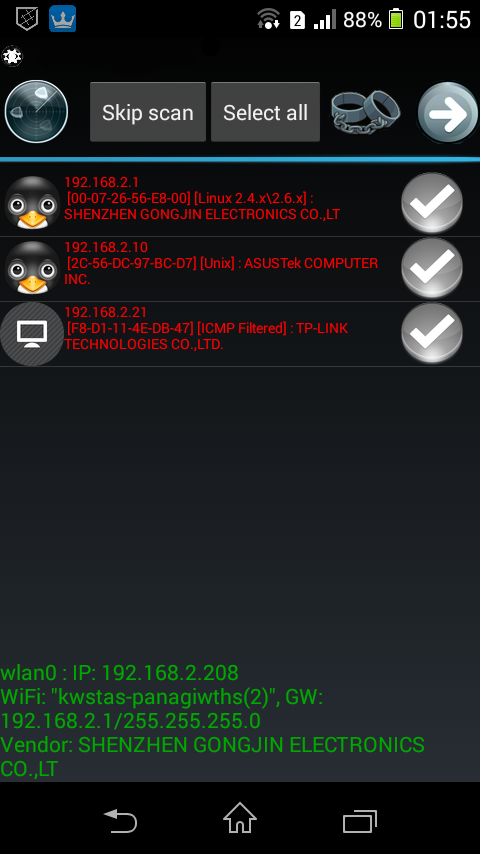 2 88% 01:55
Skip scan Select all
192.168.2.1
[00-07-26-56-E8-00] [Linux 2.4.x\2.6.x] :
SHENZHEN GONGJIN ELECTRONICS CO.,LT
192.168.2.10
[2C-56-DC-97-BC-D7] [Unix] : ASUSTek COMPUTER
INC.
192.168.2.21
[F8-D1-11-4E-DB-47] [ICMP Filtered] : TP-LINK
TECHNOLOGIES CO.,LTD.
wlan0 : IP: 192.168.2.208
WiFi: "kwstas-panagiwths(2)", GW:
192.168.2.1/255.255.255.0
Vendor: SHENZHEN GONGJIN ELECTRONICS
CO.,LT